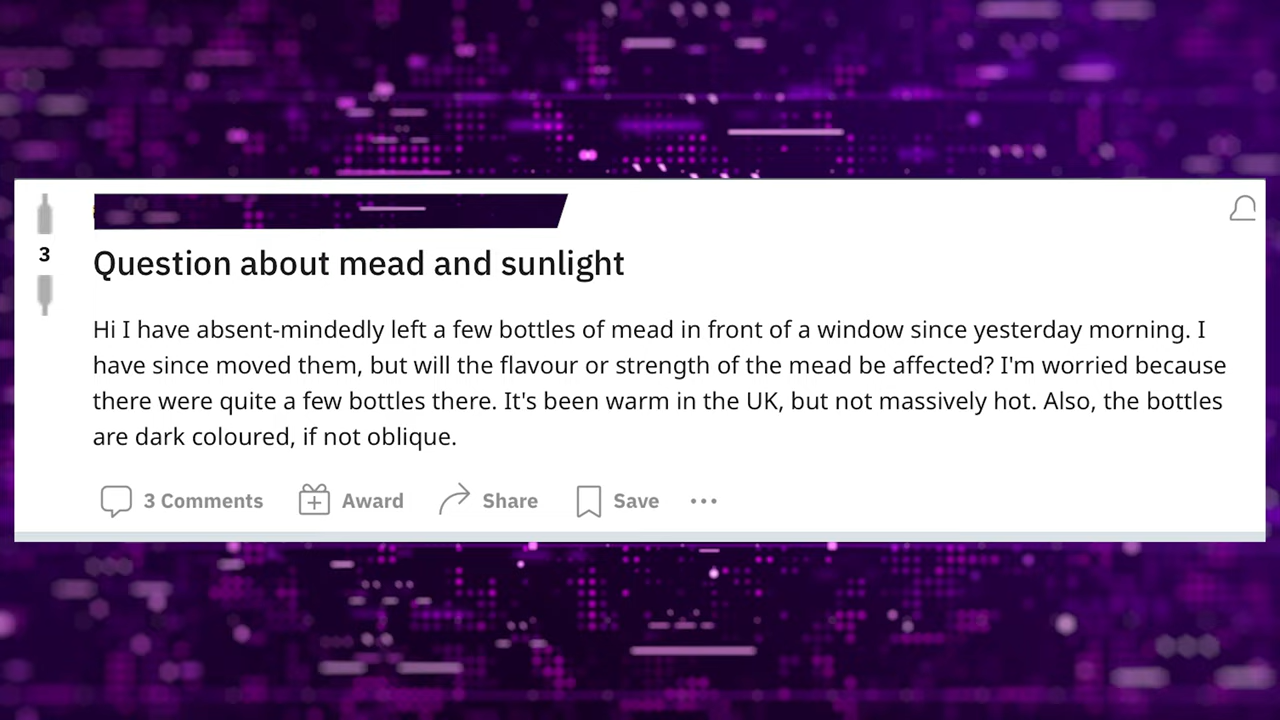 3
Question about mead and sunlight
Hi I have absent-mindedly left a few bottles of mead in front of a window since yesterday morning. I
have since moved them, but will the flavour or strength of the mead be affected? I'm worried because
there were quite a few bottles there. It's been warm in the UK, but not massively hot. Also, the bottles
are dark coloured, if not oblique.
3 Comments Award Share Save